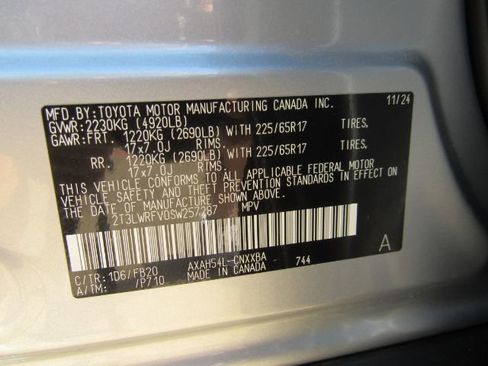 MFD.BY:TOYOTA MOTOR MANUFACTURING CANADA INC. 11/24
GVWR:2230KG (4920LB)
GAWR:FRT. 1220KG (2690LB) WITH 225/65R17 TIRES,
17x7.0J RIMS.
RR. 1220KG (2690LB) WITH 225/65R17 TIRES,
17x7.0J RIMS.
THIS VEHICLE CONFORMS TO ALL APPLICABLE FEDERAL MOTOR
VEHICLE SAFETY AND THEFT PREVENTION STANDARDS IN EFFECT
ON THE DATE OF MANUFACTURE SHOWN ABOVE.
2T3LWRFV0SW257287 MPV
C/TR: 1D6/FB20 AXAH54L-CNXXBA 744 A
A/TM: /P710 MADE IN CANADA